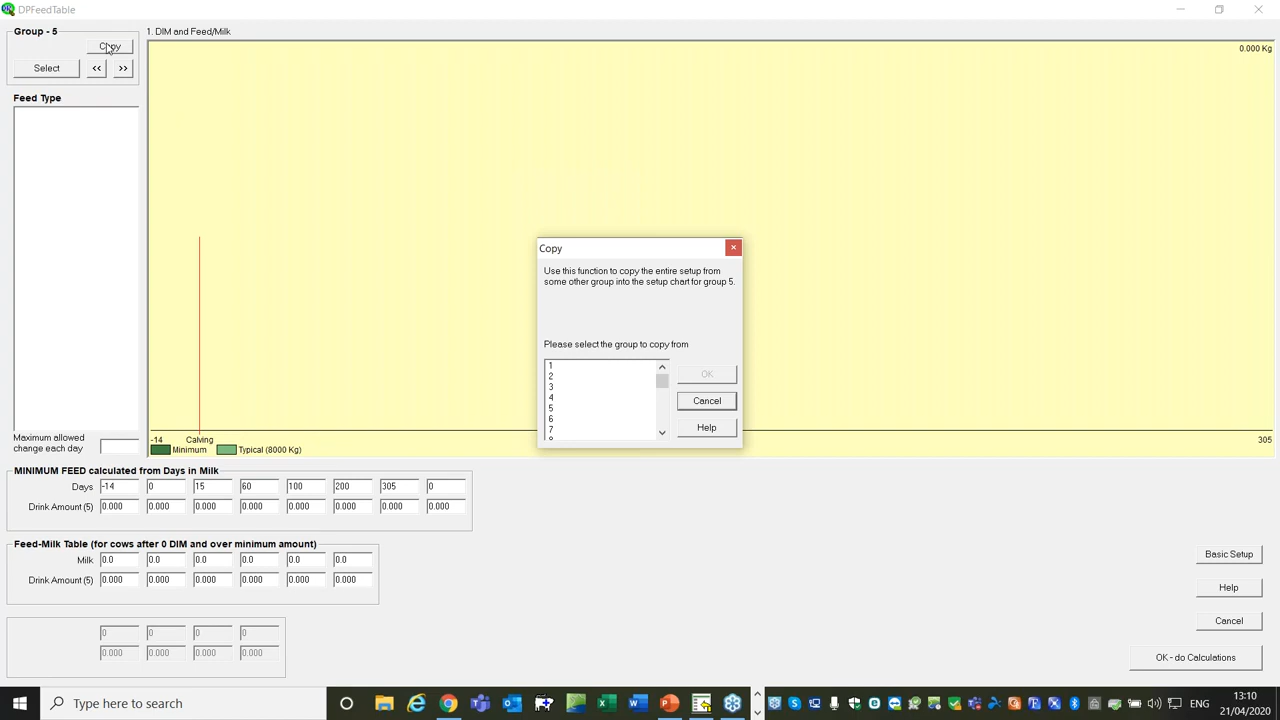 DPFeedTable
Group - 5
Copy
Select
<<
>>
1. DIM and Feed/Milk
0.000 Kg
Feed Type
Copy
Use this function to copy the entire setup from
some other group into the setup chart for group 5.
Please select the group to copy from
1
2
3
4
5
6
7
8
OK
Cancel
Help
Maximum allowed
change each day
-14
Calving
305
Minimum
Typical (8000 Kg)
MINIMUM FEED calculated from Days in Milk
Days -14 0 15 60 100 200 305 0
Drink Amount (5) 0.000 0.000 0.000 0.000 0.000 0.000 0.000 0.000
Feed-Milk Table (for cows after 0 DIM and over minimum amount)
Milk 0.0 0.0 0.0 0.0 0.0 0.0
Drink Amount (5) 0.000 0.000 0.000 0.000 0.000 0.000
0 0 0 0
0.000 0.000 0.000 0.000
Basic Setup
Help
Cancel
OK - do Calculations
Type here to search
ENG
13:10
21/04/2020